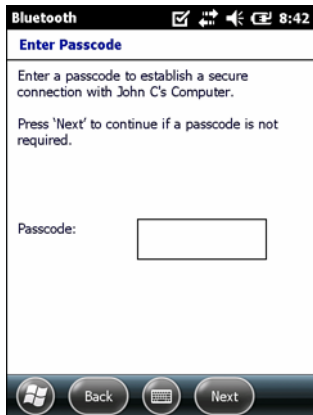 Bluetooth 8:42
Enter Passcode
Enter a passcode to establish a secure
connection with John C's Computer.
Press 'Next' to continue if a passcode is not
required.
Passcode:
Back Next